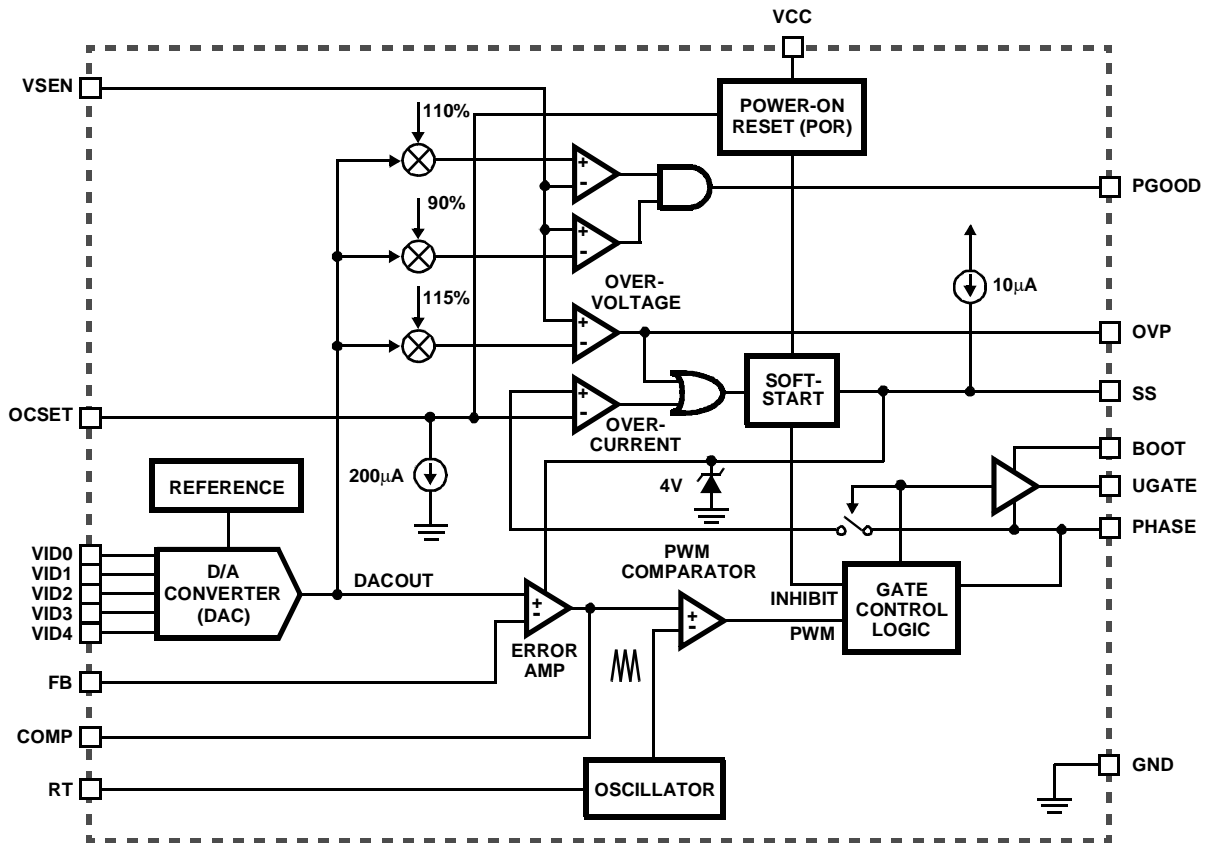 VCC
VSEN
110%
POWER-ON
RESET (POR)
+
-
PGOOD
90%
+
-
OVER-
VOLTAGE
10µA
115%
+
-
OVP
SOFT-
START
SS
OCSET
+
-
OVER-
CURRENT
BOOT
200µA
4V
UGATE
REFERENCE
PHASE
VID0
VID1
VID2
VID3
VID4
D/A
CONVERTER
(DAC)
DACOUT
PWM
COMPARATOR
+
-
ERROR
AMP
+
-
INHIBIT
PWM
GATE
CONTROL
LOGIC
FB
COMP
GND
RT
OSCILLATOR